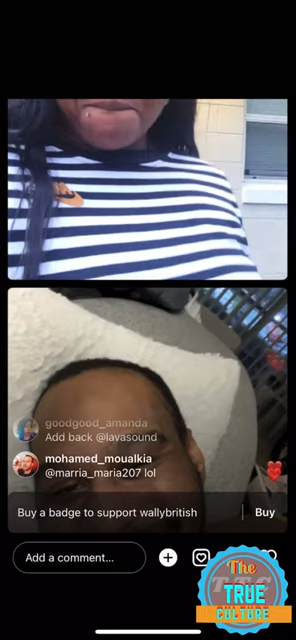 goodgood_amanda
Add back @lavasound
mohamed_moualkia
@marria_maria207 lol
Buy a badge to support wallybritish
Buy
Add a comment…
The
T.T.C
TRUE
CULTURE